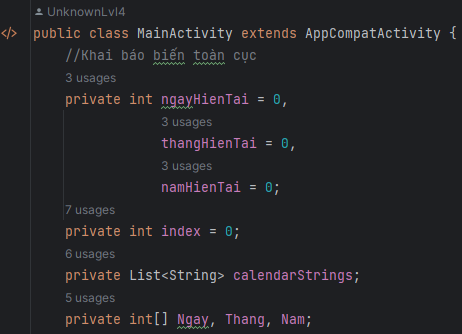 UnknownLvl4
</> public class MainActivity extends AppCompatActivity {
//Khai báo biến toàn cục
3 usages
private int ngayHienTai = 0,
3 usages
thangHienTai = 0,
3 usages
namHienTai = 0;
7 usages
private int index = 0;
6 usages
private List<String> calendarStrings;
5 usages
private int[] Ngay, Thang, Nam;